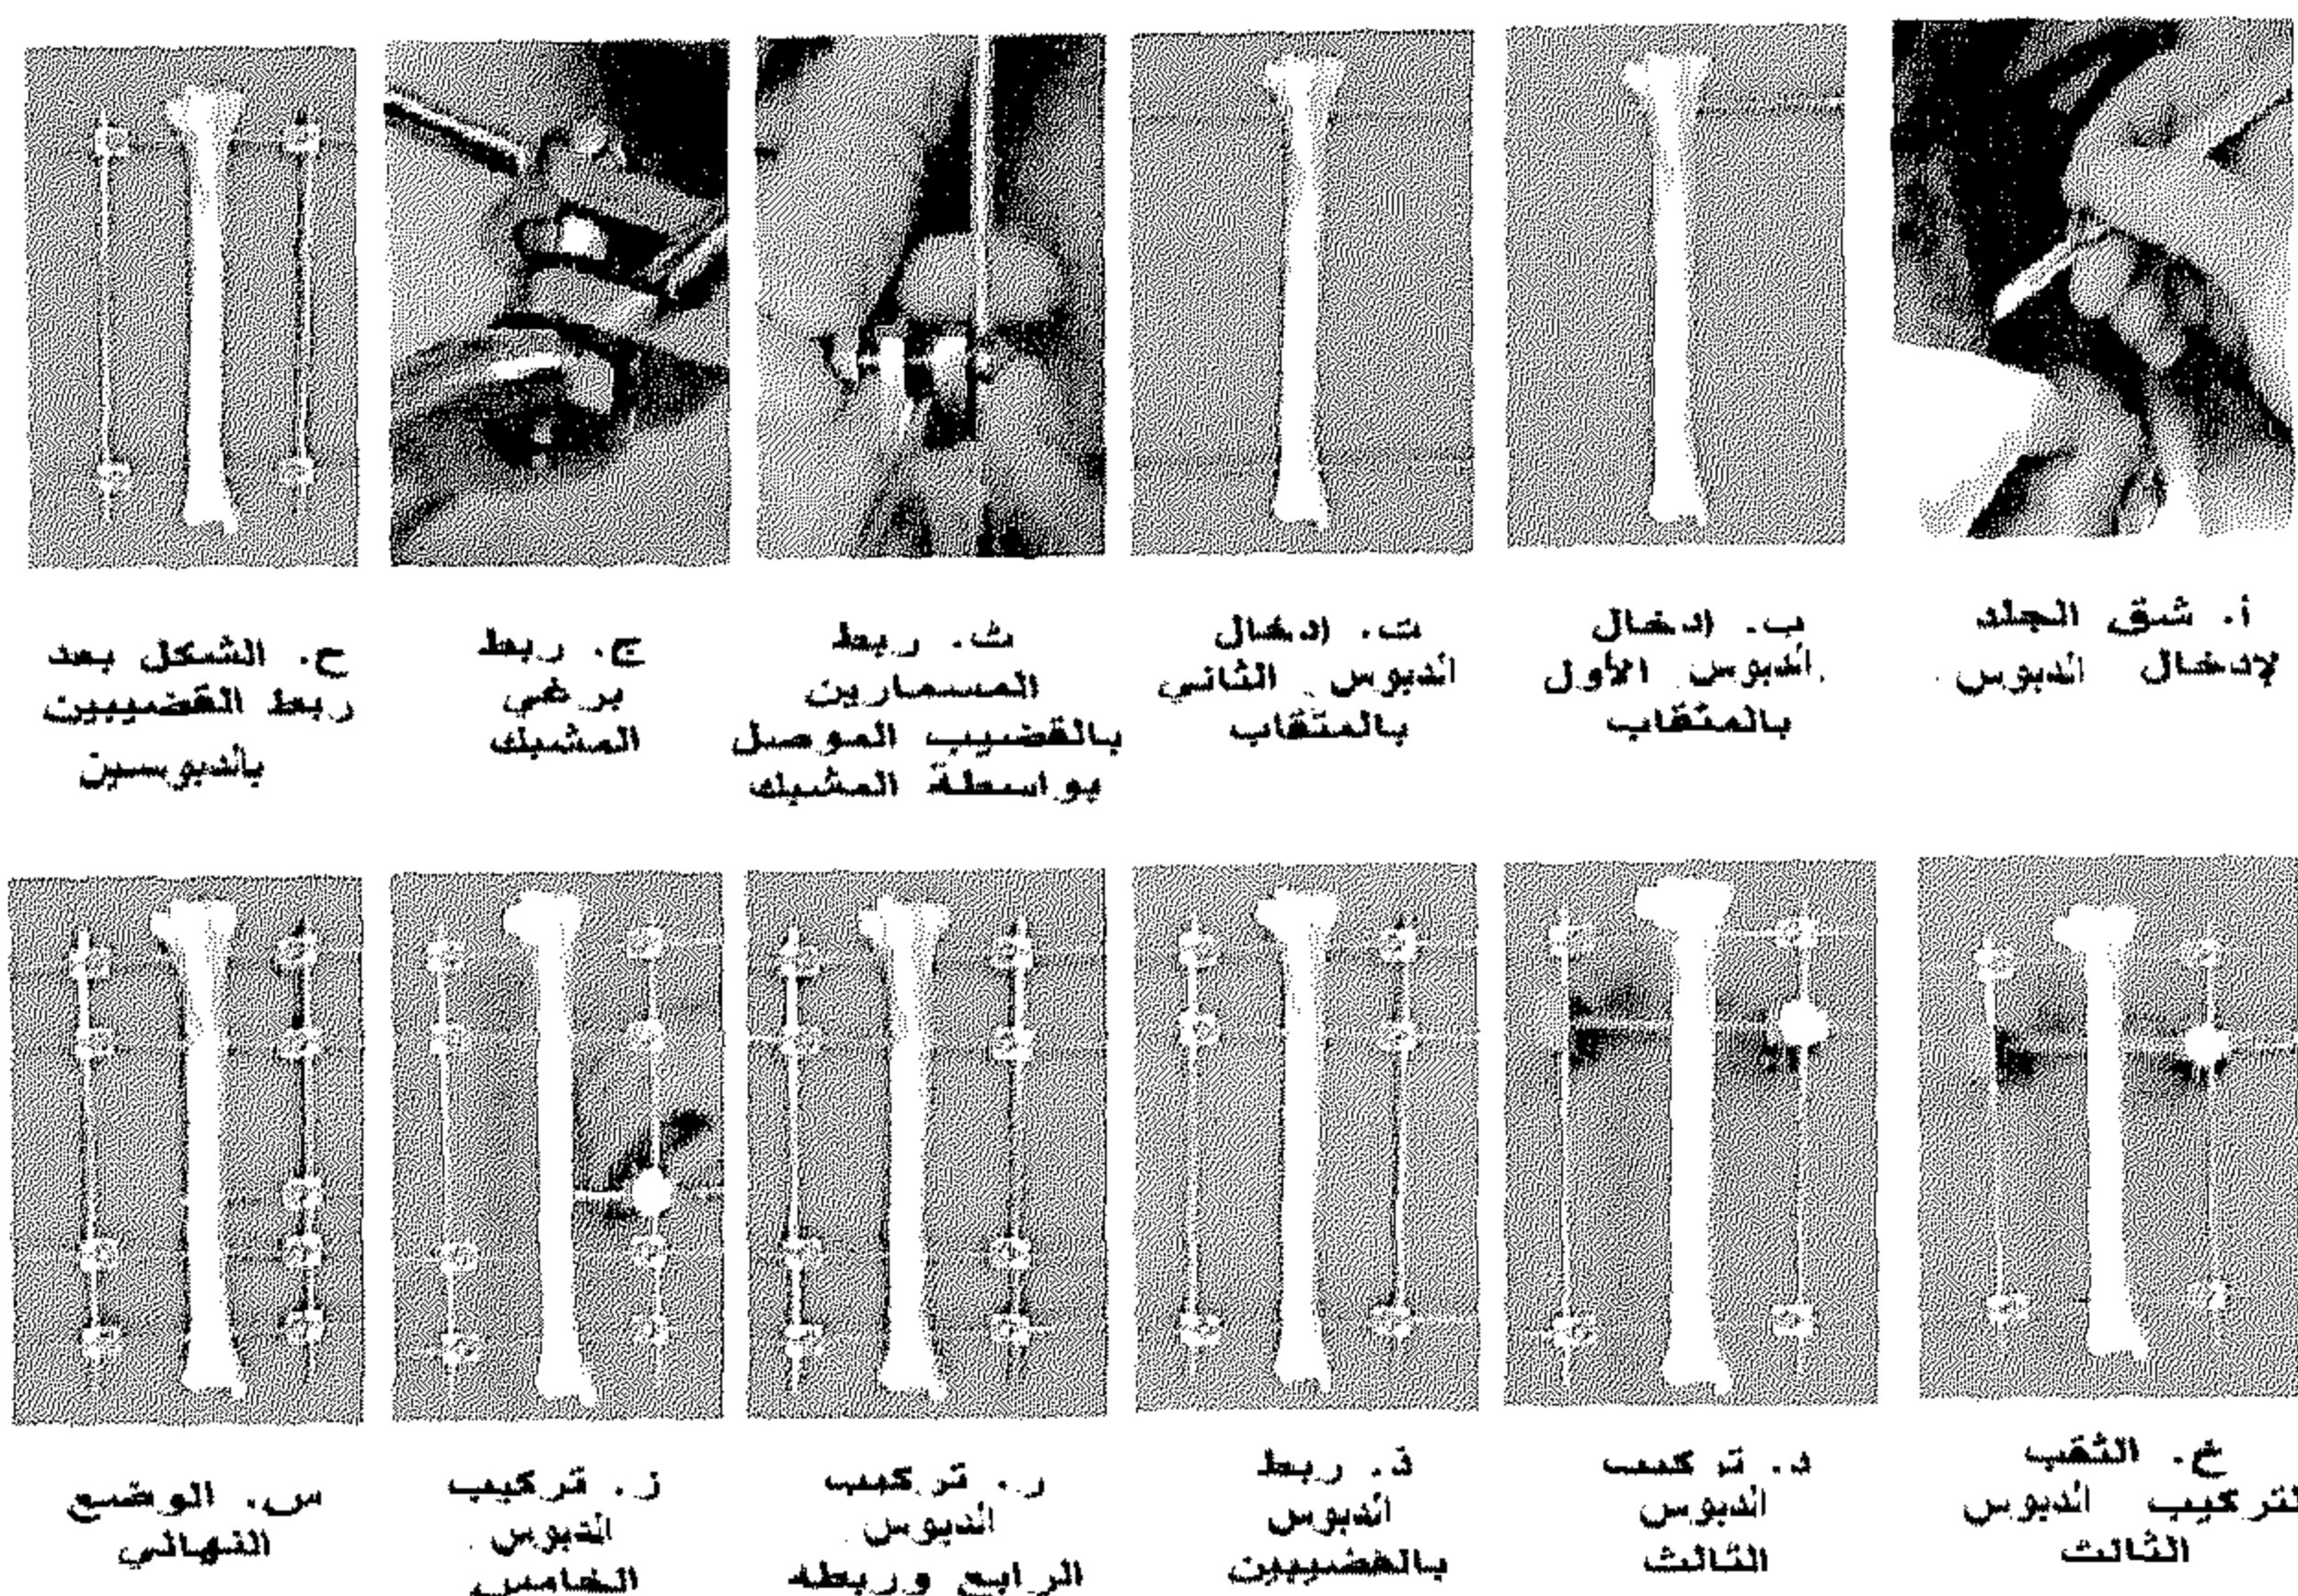 أ. شق الجلد
لإدخال الدبوس
ب. إدخال
الدبوس الأول
بالمثقاب
ت. إدخال
الدبوس الثاني
بالمثقاب
ث. ربط
المسمارين
بالقضيب الموصل
بواسطة المشبك
ج. ربط
برغي
المشبك
ح. الشكل بعد
ربط القضيبين
بالدبوسين
خ. الثقب
لتركيب الدبوس
الثالث
د. تركيب
الدبوس
الثالث
ذ. ربط
الدبوس
بالقضيبين
ر. تركيب
الدبوس
الرابع وربطه
ز. تركيب
الدبوس
الخامس
س. الوضع
النهائي